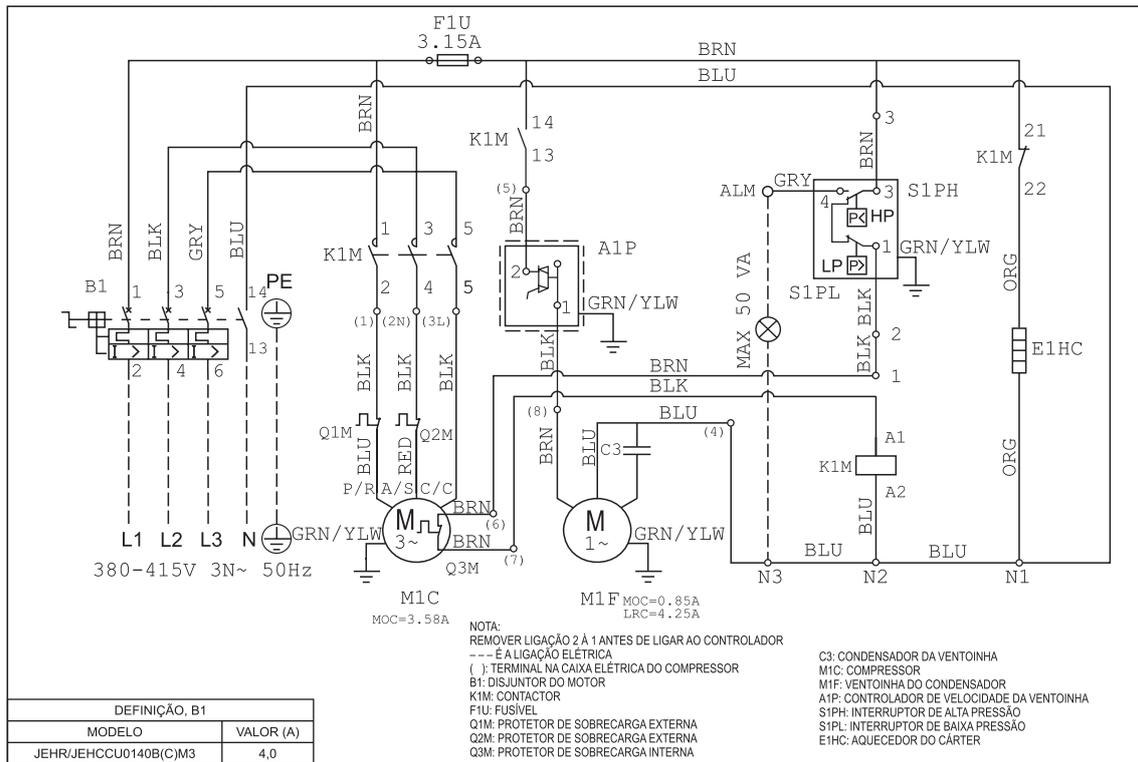 F1U
3.15A
BRN
BLU
BRN
14
K1M
13
(5)
BRN
3
BRN
21
K1M
22
ALM
GRY
4
3
S1PH
P<
HP
1
GRN/YLW
LP
P>
S1PL
BRN
BLK
GRY
BLU
B1
1
3
5
14
PE
13
2
4
6
1
3
5
K1M
2
4
5
(1)
(2N)
(3L)
A1P
2
1
GRN/YLW
MAX 50 VA
BLK
BLK
2
ORG
E1HC
BLK
BLK
BLK
BLK
BRN
1
BLK
(8)
BLU
(4)
Q1M
Q2M
BLU
RED
BRN
BLU
C3
A1
K1M
A2
BLU
ORG
P/R
A/S
C/C
M
3~
BRN
(6)
BRN
(7)
GRN/YLW
Q3M
M
1~
GRN/YLW
BLU
BLU
L1
L2
L3
N
N3
N2
N1
380-415V 3N~ 50Hz
M1C
MOC=3.58A
M1F
MOC=0.85A
LRC=4.25A
NOTA:
REMOVER LIGAÇÃO 2 À 1 ANTES DE LIGAR AO CONTROLADOR
--- É A LIGAÇÃO ELÉTRICA
( ): TERMINAL NA CAIXA ELÉTRICA DO COMPRESSOR
B1: DISJUNTOR DO MOTOR
K1M: CONTACTOR
F1U: FUSÍVEL
Q1M: PROTETOR DE SOBRECARGA EXTERNA
Q2M: PROTETOR DE SOBRECARGA EXTERNA
Q3M: PROTETOR DE SOBRECARGA INTERNA
C3: CONDENSADOR DA VENTOINHA
M1C: COMPRESSOR
M1F: VENTOINHA DO CONDENSADOR
A1P: CONTROLADOR DE VELOCIDADE DA VENTOINHA
S1PH: INTERRUPTOR DE ALTA PRESSÃO
S1PL: INTERRUPTOR DE BAIXA PRESSÃO
E1HC: AQUECEDOR DO CÁRTER
DEFINIÇÃO, B1
MODELO VALOR (A)
JEHR/JEHCCU0140B(C)M3 4,0